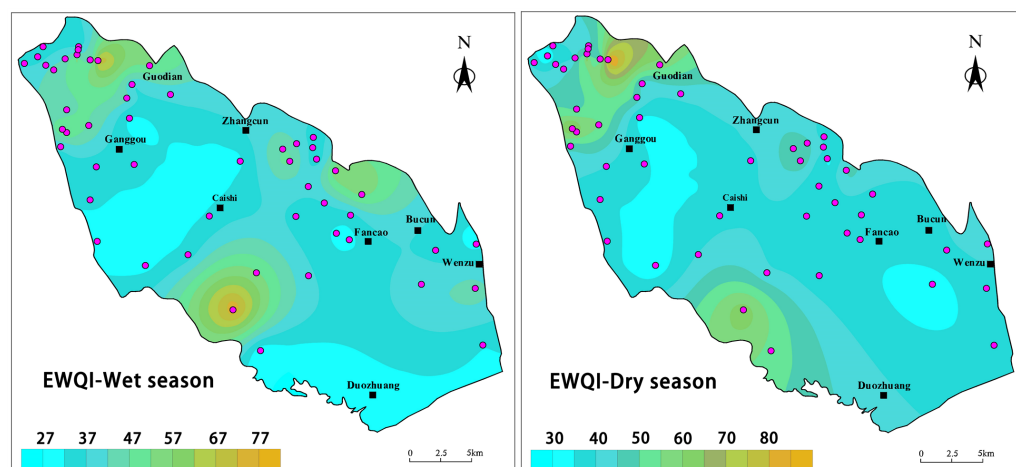 N
Guodian
Zhangcun
Ganggou
Caishi
Bucun
Fancao
Wenzu
Duozhuang
EWQI-Wet season
27 37 47 57 67 77
0 2.5 5km
N
Guodian
Zhangcun
Ganggou
Caishi
Bucun
Fancao
Wenzu
Duozhuang
EWQI-Dry season
30 40 50 60 70 80
0 2.5 5km